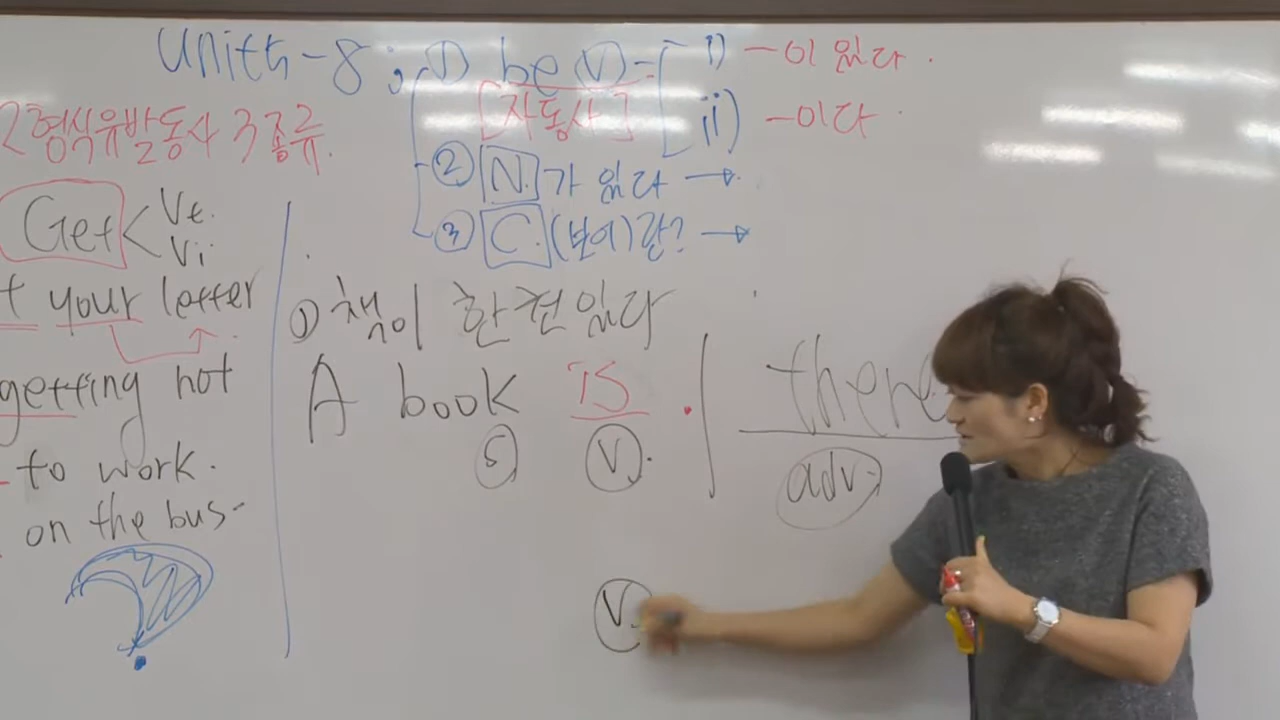 unit5-8 ; ① be Ⓥ- i) -이 있다.
[자동사] ii) -이다.
② N. 가 있다 →
③ C. (보어)란? →
2형식유발동사 3종류.
Get < Vt.
Vi
t your letter
getting hot
to work.
on the bus-
① 책이 한권있다
A book is. | there
Ⓢ Ⓥ. adv.
Ⓥ.